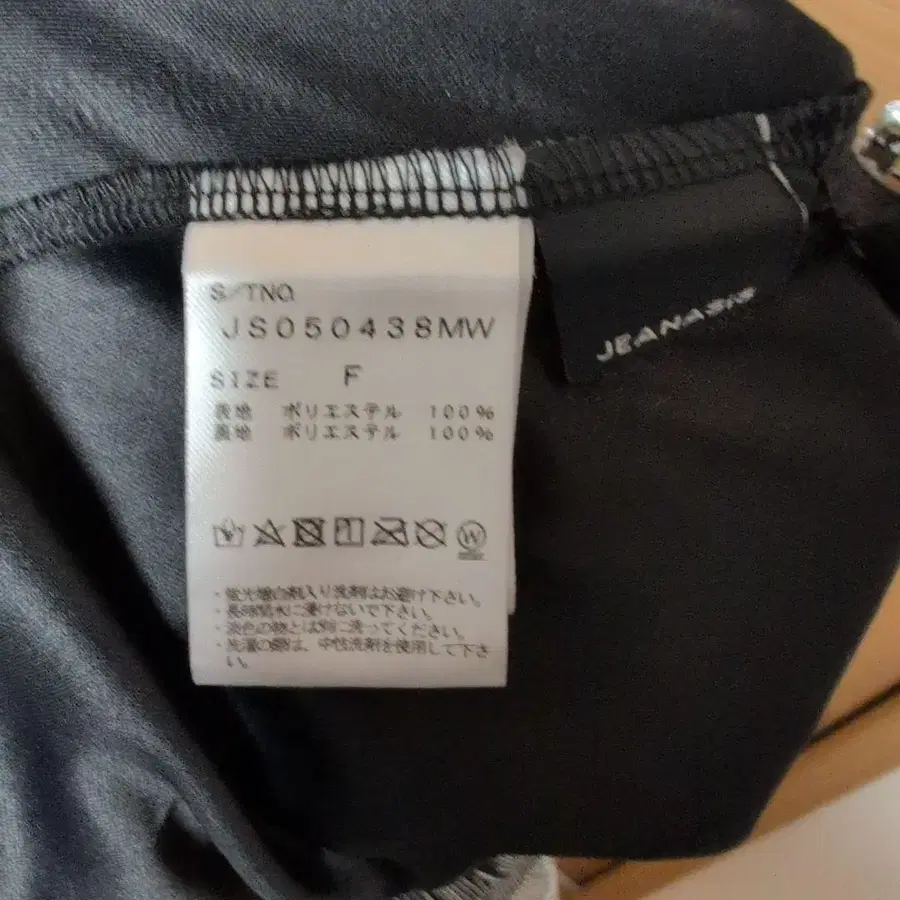 S/TNO
JS050438MW
SIZE F
表地 ポリエステル 100%
裏地 ポリエステル 100%
W
・蛍光増白剤入り洗剤はお避け下さい。
・長時間水に浸けないで下さい。
・淡色の物とは別に洗ってください。
・洗濯の際は、中性洗剤を使用して下さ
い。
JEANASIS